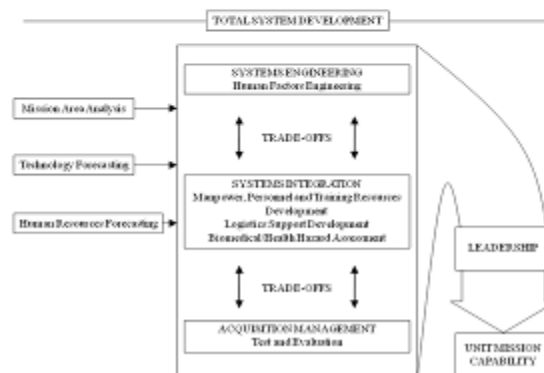 TOTAL SYSTEM DEVELOPMENT
SYSTEMS ENGINEERING
Human Factors Engineering
Mission Area Analysis
TRADE-OFFS
Technology Forecasting
SYSTEMS INTEGRATION
Manpower, Personnel and Training Resources
Development
Logistics Support Development
Biomedical/Health Hazard Assessment
Human Resources Forecasting
LEADERSHIP
TRADE-OFFS
ACQUISITION MANAGEMENT
Test and Evaluation
UNIT MISSION
CAPABILITY